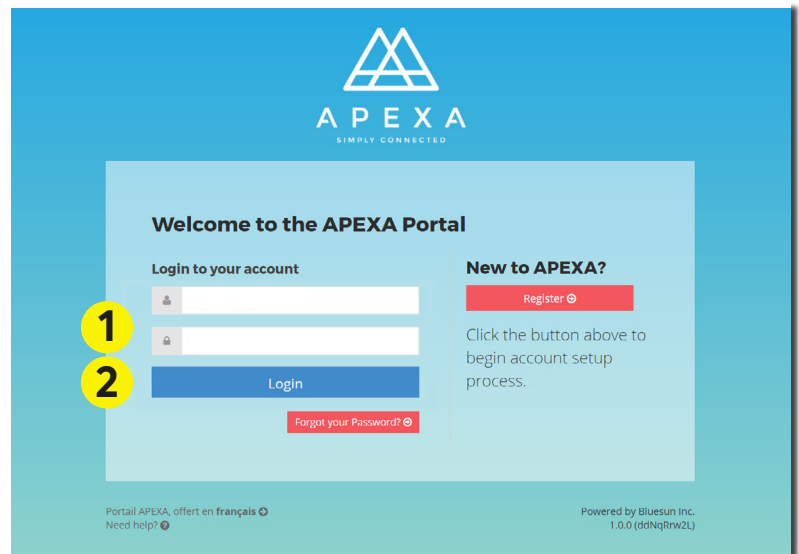 APEXA
SIMPLY CONNECTED
Welcome to the APEXA Portal
Login to your account
1
2
Login
Forgot your Password?
New to APEXA?
Register
Click the button above to
begin account setup
process.
Portail APEXA, offert en français
Need help?
Powered by Bluesun Inc.
1.0.0 (ddNqRrw2L)